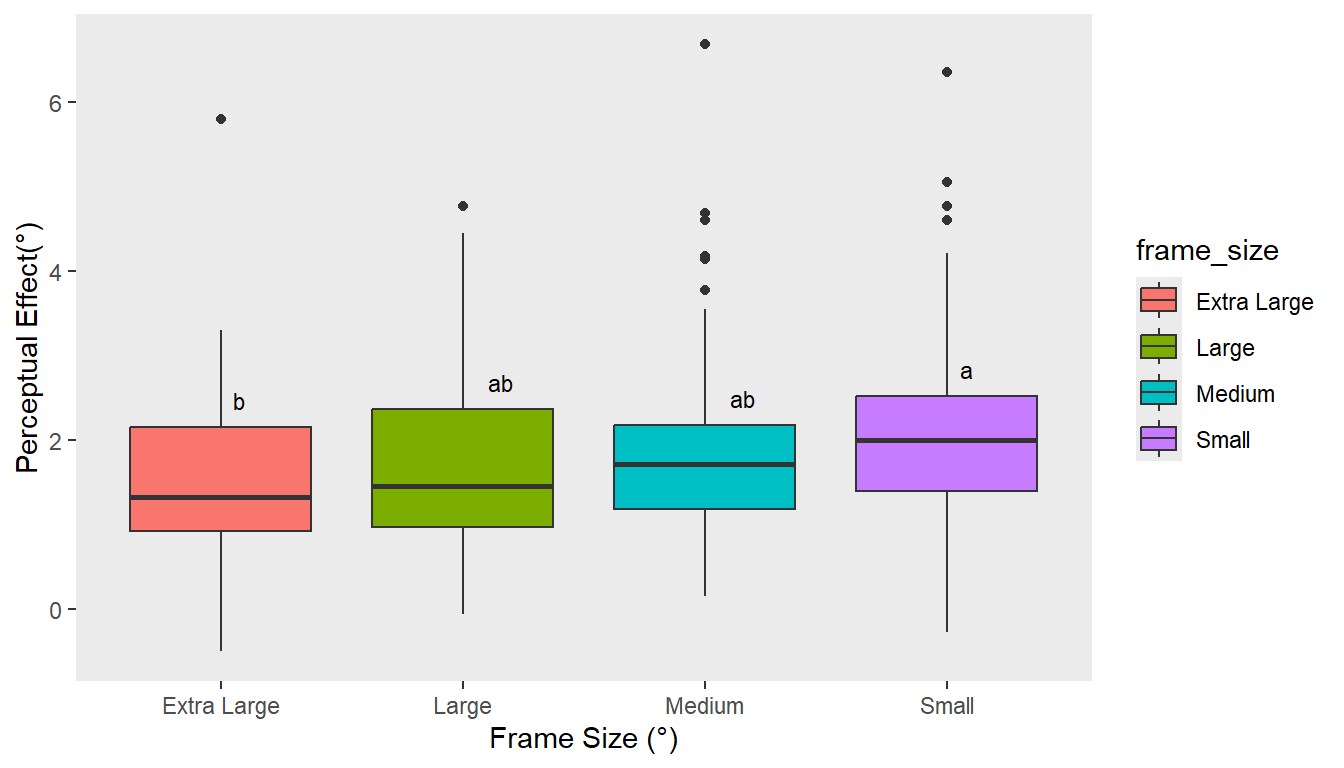 Perceptual Effect(°)
6
4
2
0
b
ab
ab
a
Extra Large
Large
Medium
Small
Frame Size (°)
frame_size
Extra Large
Large
Medium
Small